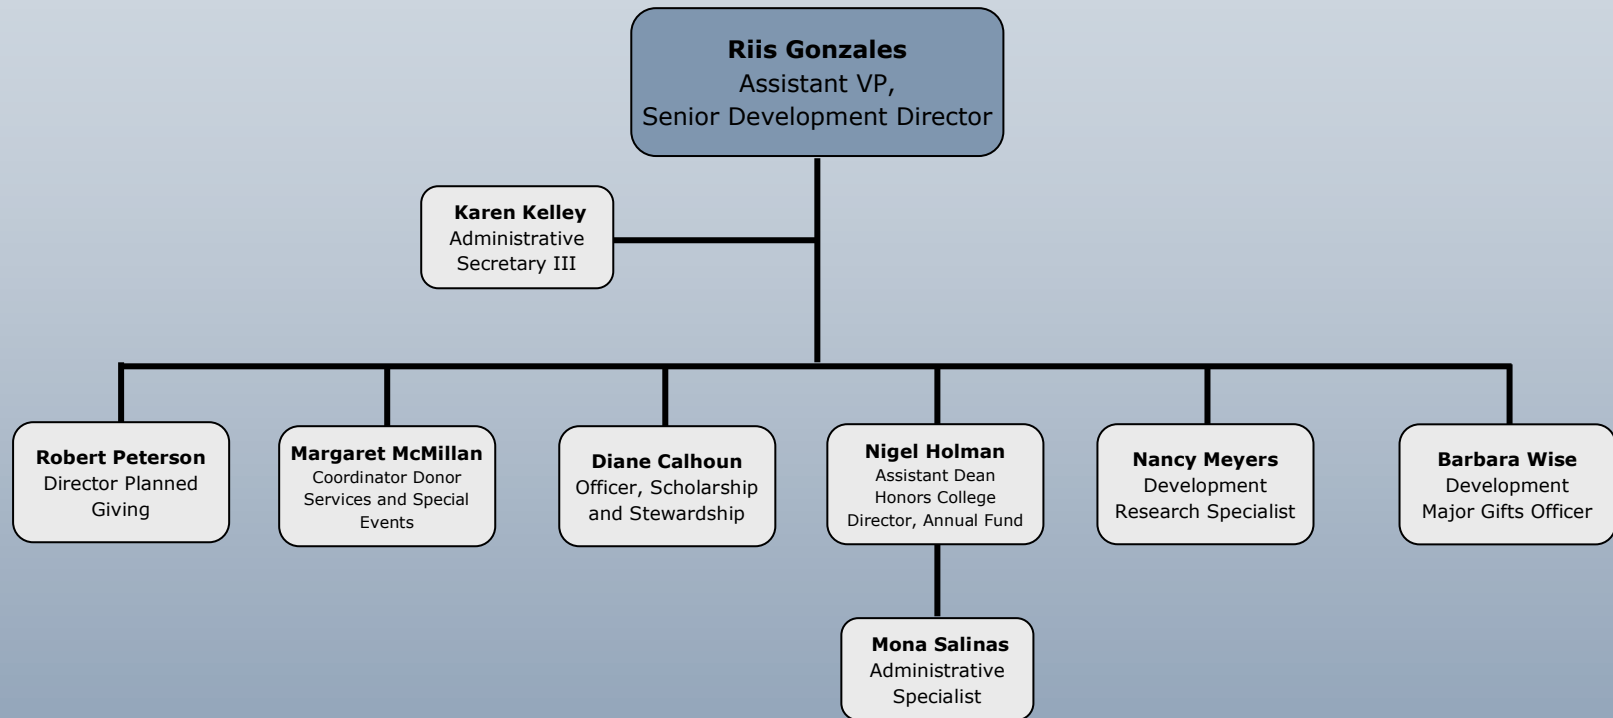 Riis Gonzales
Assistant VP,
Senior Development Director
Karen Kelley
Administrative
Secretary III
Robert Peterson
Director Planned
Giving
Margaret McMillan
Coordinator Donor
Services and Special
Events
Diane Calhoun
Officer, Scholarship
and Stewardship
Nigel Holman
Assistant Dean
Honors College
Director, Annual Fund
Nancy Meyers
Development
Research Specialist
Barbara Wise
Development
Major Gifts Officer
Mona Salinas
Administrative
Specialist